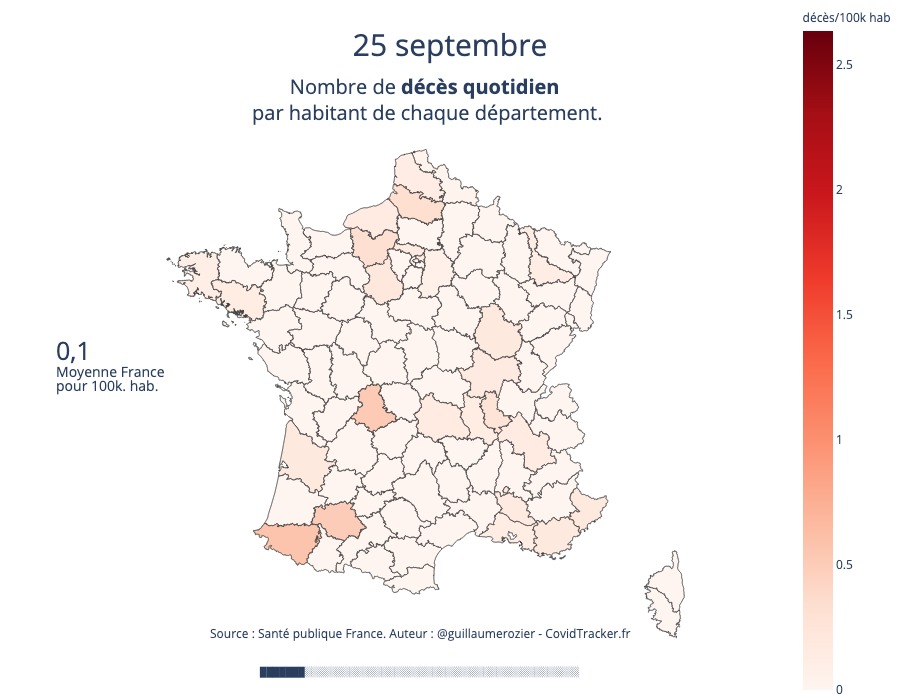 25 septembre
Nombre de décès quotidien
par habitant de chaque département.
décès/100k hab
2.5
2
1.5
1
0.5
0
0,1
Moyenne France
pour 100k. hab.
Source : Santé publique France. Auteur : @guillaumerozier - CovidTracker.fr